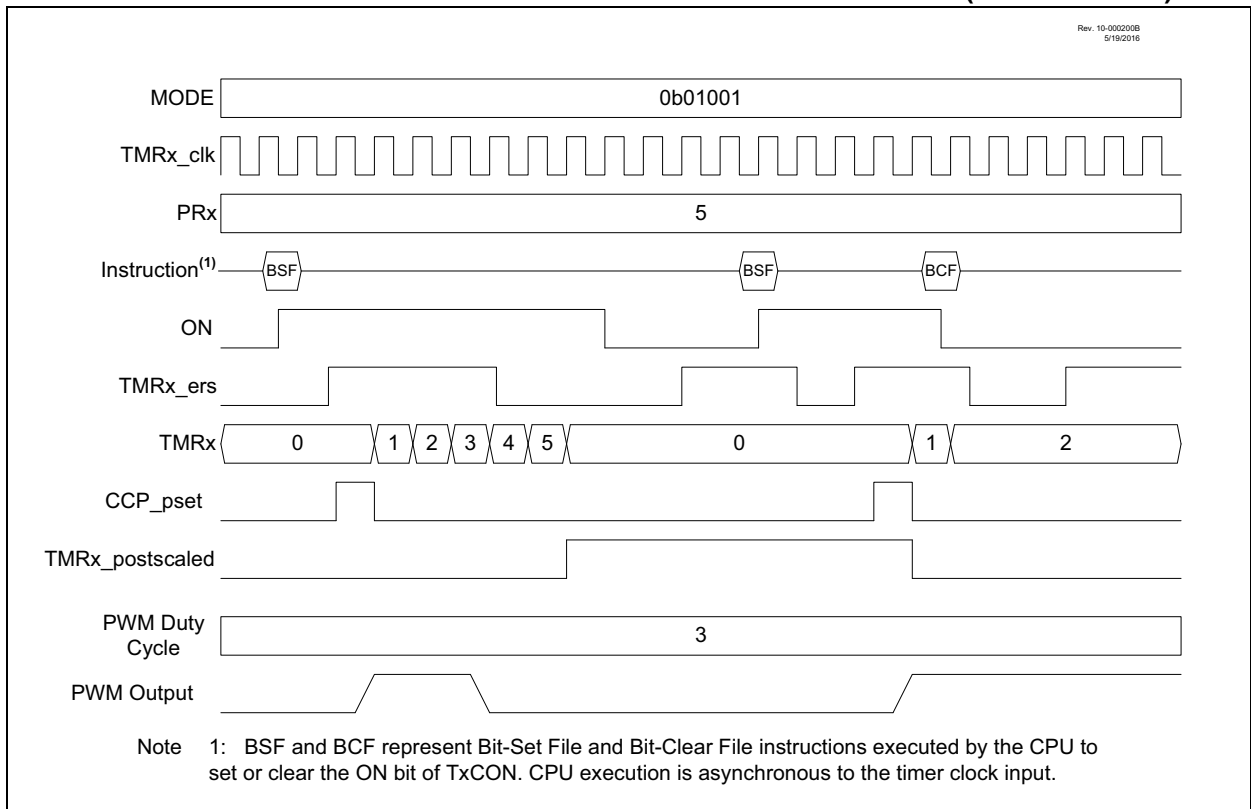 Rev. 10-000200B
5/19/2016
MODE 0b01001
TMRx_clk
PRx 5
Instruction(1) BSF BSF BCF
ON
TMRx_ers
TMRx 0 1 2 3 4 5 0 1 2
CCP_pset
TMRx_postscaled
PWM Duty
Cycle 3
PWM Output
Note 1: BSF and BCF represent Bit-Set File and Bit-Clear File instructions executed by the CPU to
set or clear the ON bit of TxCON. CPU execution is asynchronous to the timer clock input.